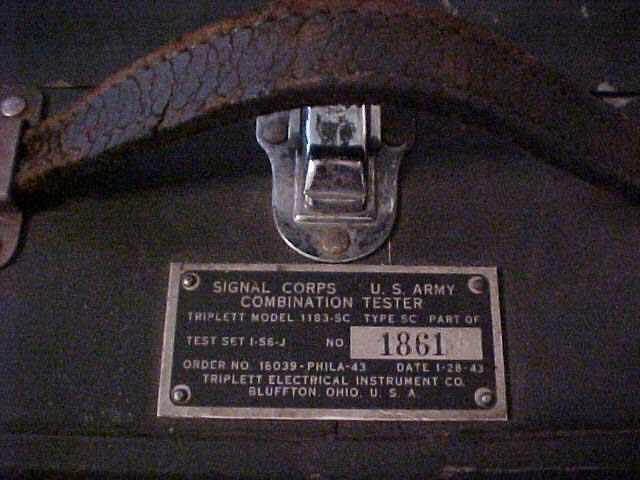 SIGNAL CORPS U. S. ARMY
COMBINATION TESTER
TRIPLETT MODEL 1183-SC TYPE SC PART OF
TEST SET I-56-J NO. 1861
ORDER NO. 18039-PHILA-43 DATE 1-28-43
TRIPLETT ELECTRICAL INSTRUMENT CO.
BLUFFTON, OHIO, U. S. A.